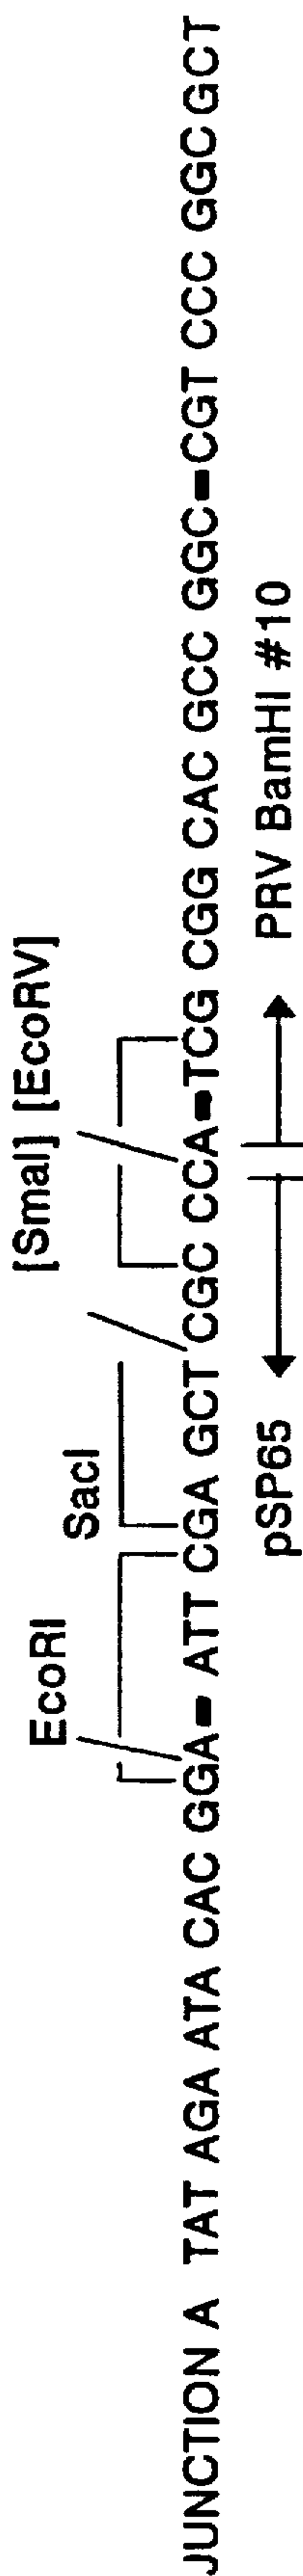 EcoRI SacI [SmaI] [EcoRV]
JUNCTION A TAT AGA ATA CAC GGA- ATT CGA GCT CGC CCA-TCG CGG CAC GCC GGC-CGT CCC GGC GCT
pSP65 PRV BamHI #10